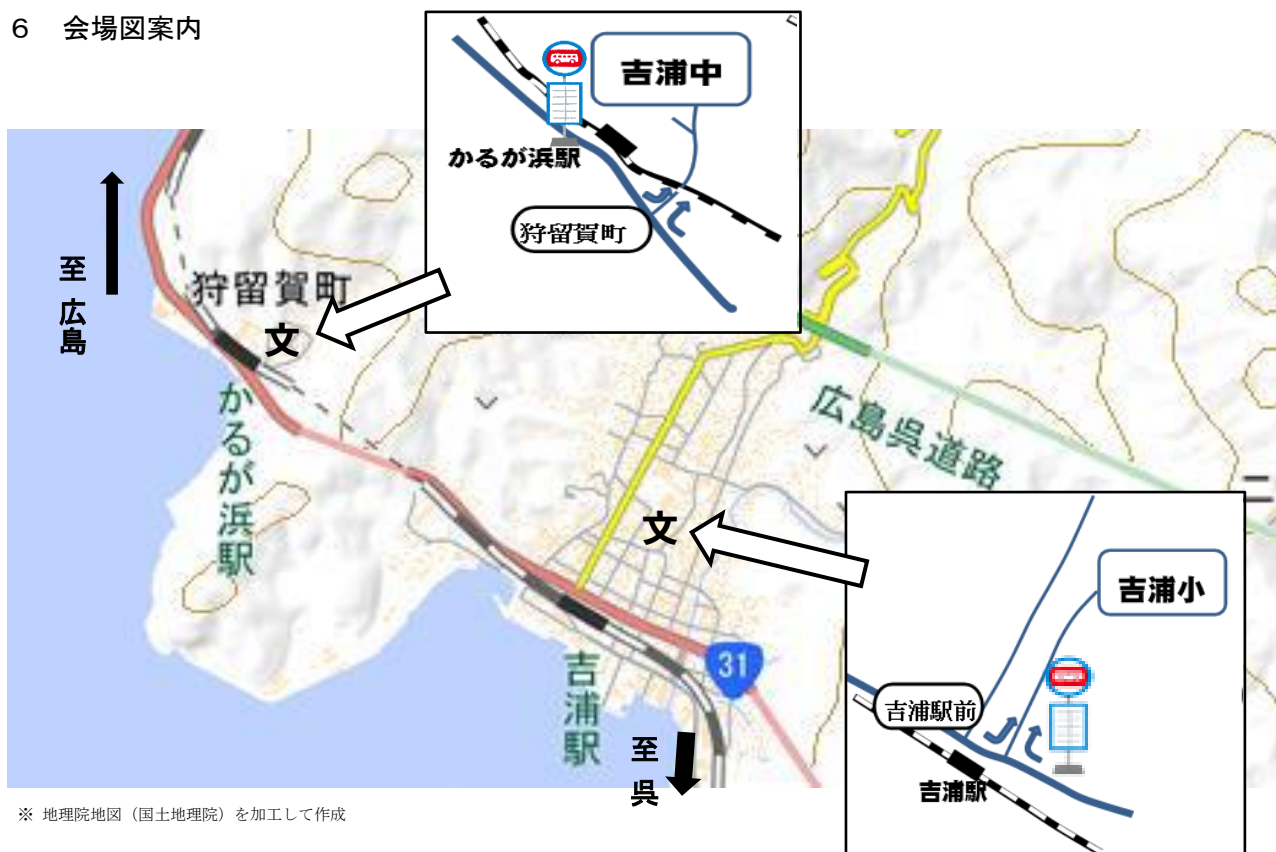 6 会場図案内
吉浦中
かるが浜駅
狩留賀町
至広島
狩留賀町
文
かるが浜駅
広島呉道路
二
文
吉浦小
31
吉浦駅
吉浦駅前
至呉
吉浦駅
※ 地理院地図（国土地理院）を加工して作成